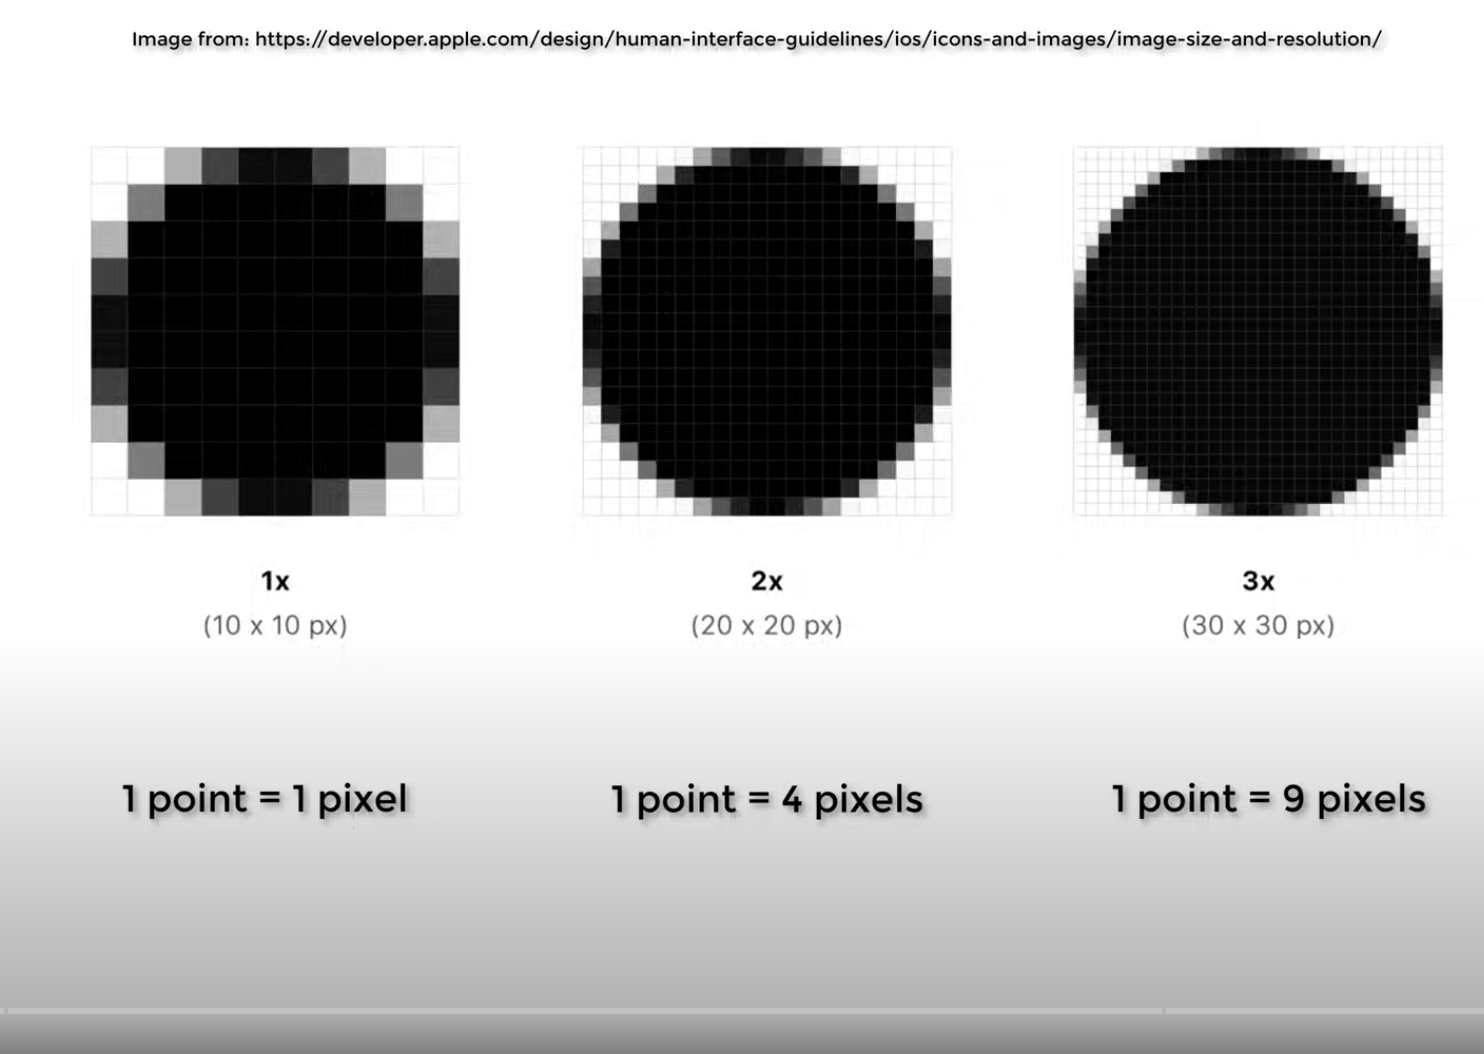 Image from: https://developer.apple.com/design/human-interface-guidelines/ios/icons-and-images/image-size-and-resolution/
1x
(10 x 10 px)
2x
(20 x 20 px)
3x
(30 x 30 px)
1 point = 1 pixel
1 point = 4 pixels
1 point = 9 pixels